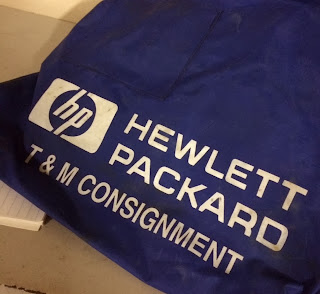 hp HEWLETT
PACKARD
T & M CONSIGNMENT